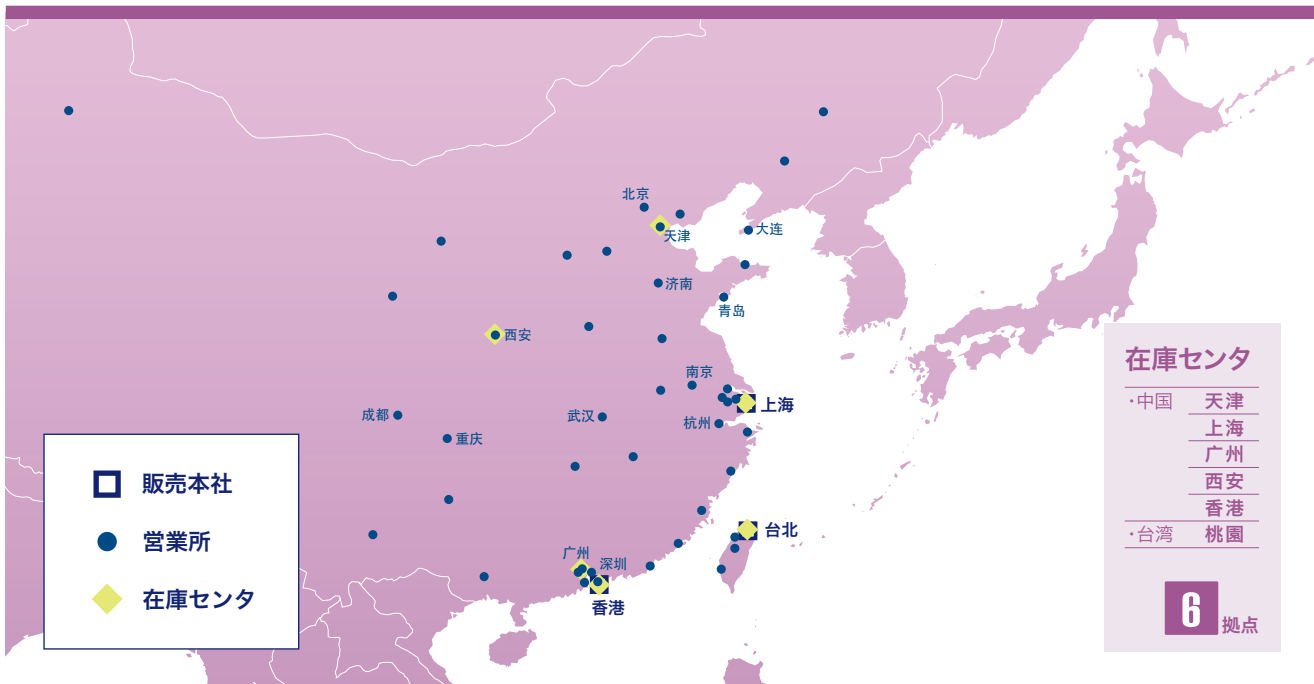 北京
天津
大连
济南
青岛
西安
南京
上海
成都
武汉
杭州
重庆
台北
广州
深圳
香港
販売本社
営業所
在庫センタ
在庫センタ
・中国 天津
上海
广州
西安
香港
・台湾 桃園
6 拠点